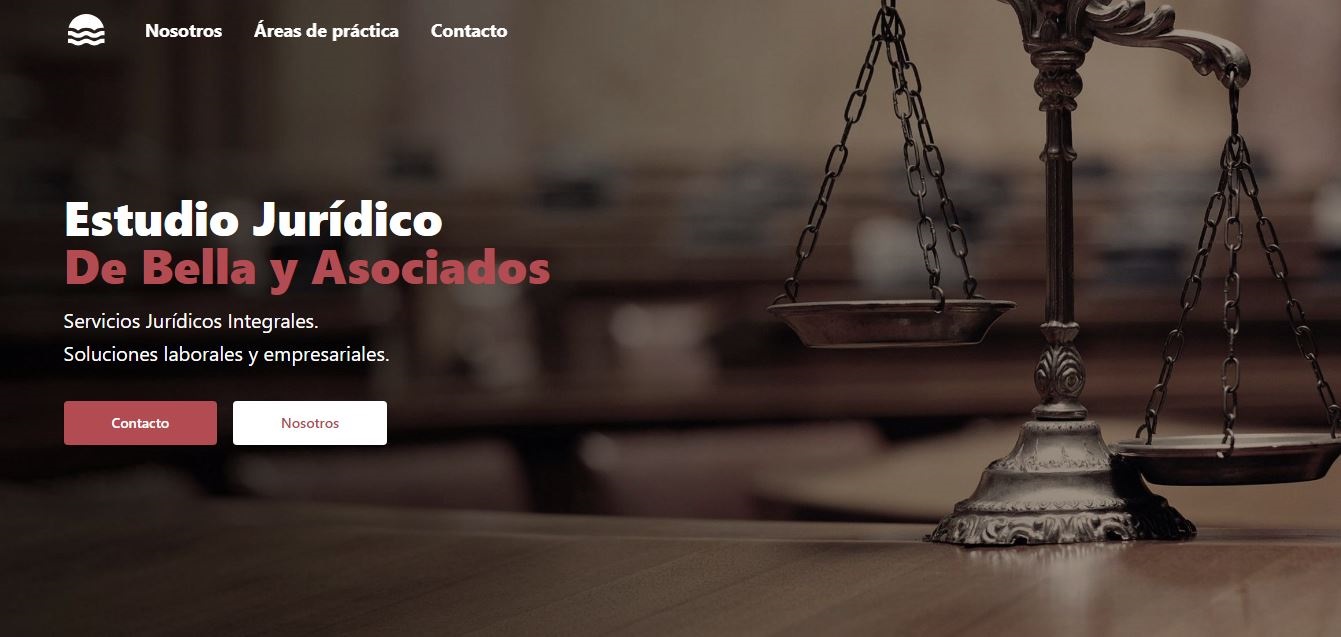 Nosotros Áreas de práctica Contacto
Estudio Jurídico
De Bella y Asociados
Servicios Jurídicos Integrales.
Soluciones laborales y empresariales.
Contacto Nosotros